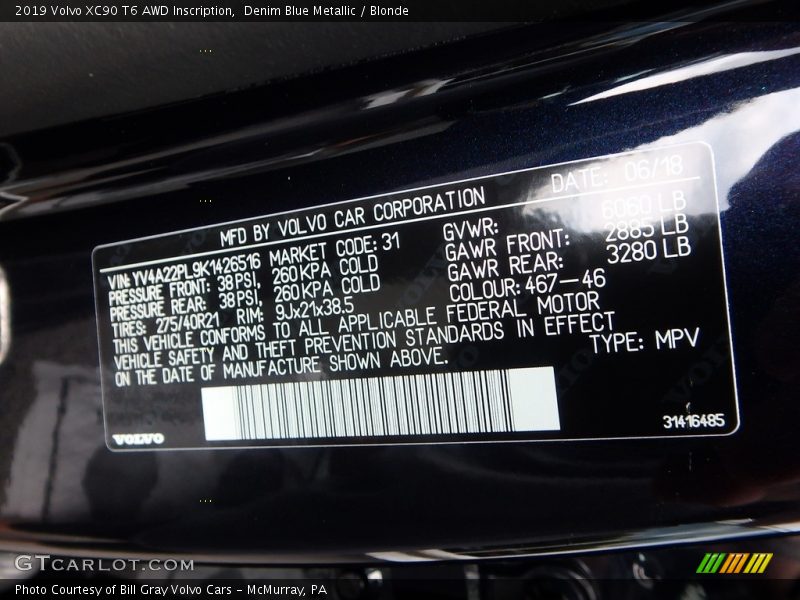 2019 Volvo XC90 T6 AWD Inscription,  Denim Blue Metallic / Blonde
MFD BY VOLVO CAR CORPORATION DATE: 06/18
VIN: YV4A22PL9K1426516 MARKET CODE: 31 GVWR: 6060 LB
PRESSURE FRONT: 38 PSI, 260 KPA COLD GAWR FRONT: 2885 LB
PRESSURE REAR: 38 PSI, 260 KPA COLD GAWR REAR: 3280 LB
TIRES: 275/40R21 RIM: 9Jx21x38.5 COLOUR: 467-46
THIS VEHICLE CONFORMS TO ALL APPLICABLE FEDERAL MOTOR
VEHICLE SAFETY AND THEFT PREVENTION STANDARDS IN EFFECT
ON THE DATE OF MANUFACTURE SHOWN ABOVE. TYPE: MPV
VOLVO 31416485
GTCARLOT.COM
Photo Courtesy of Bill Gray Volvo Cars - McMurray, PA